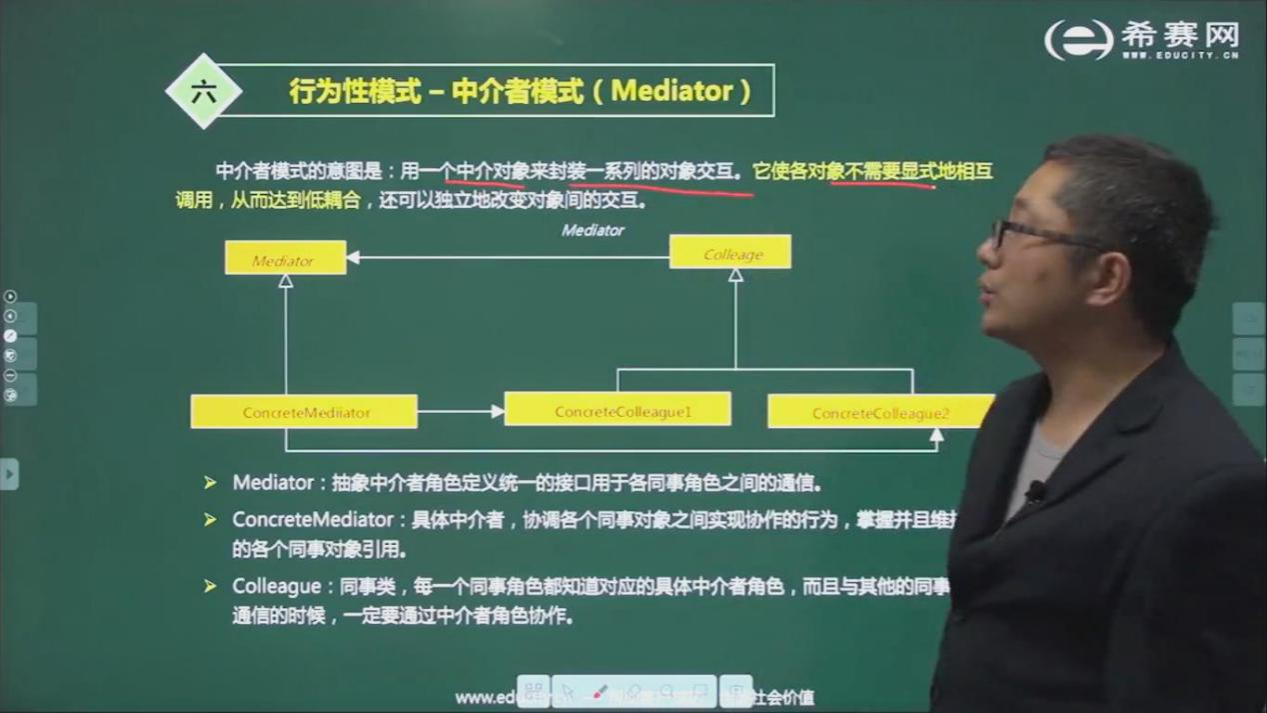 希赛网
WWW.EDUCITY.CN
六 行为性模式 – 中介者模式（Mediator）
中介者模式的意图是：用一个中介对象来封装一系列的对象交互。它使各对象不需要显式地相互
调用，从而达到低耦合，还可以独立地改变对象间的交互。
Mediator
Mediator
Colleage
ConcreteMediiator
ConcreteColleague1
ConcreteColleague2
➢ Mediator：抽象中介者角色定义统一的接口用于各同事角色之间的通信。
➢ ConcreteMediator：具体中介者，协调各个同事对象之间实现协作的行为，掌握并且维
的各个同事对象引用。
➢ Colleague：同事类，每一个同事角色都知道对应的具体中介者角色，而且与其他的同事
通信的时候，一定要通过中介者角色协作。
www.edu
社会价值